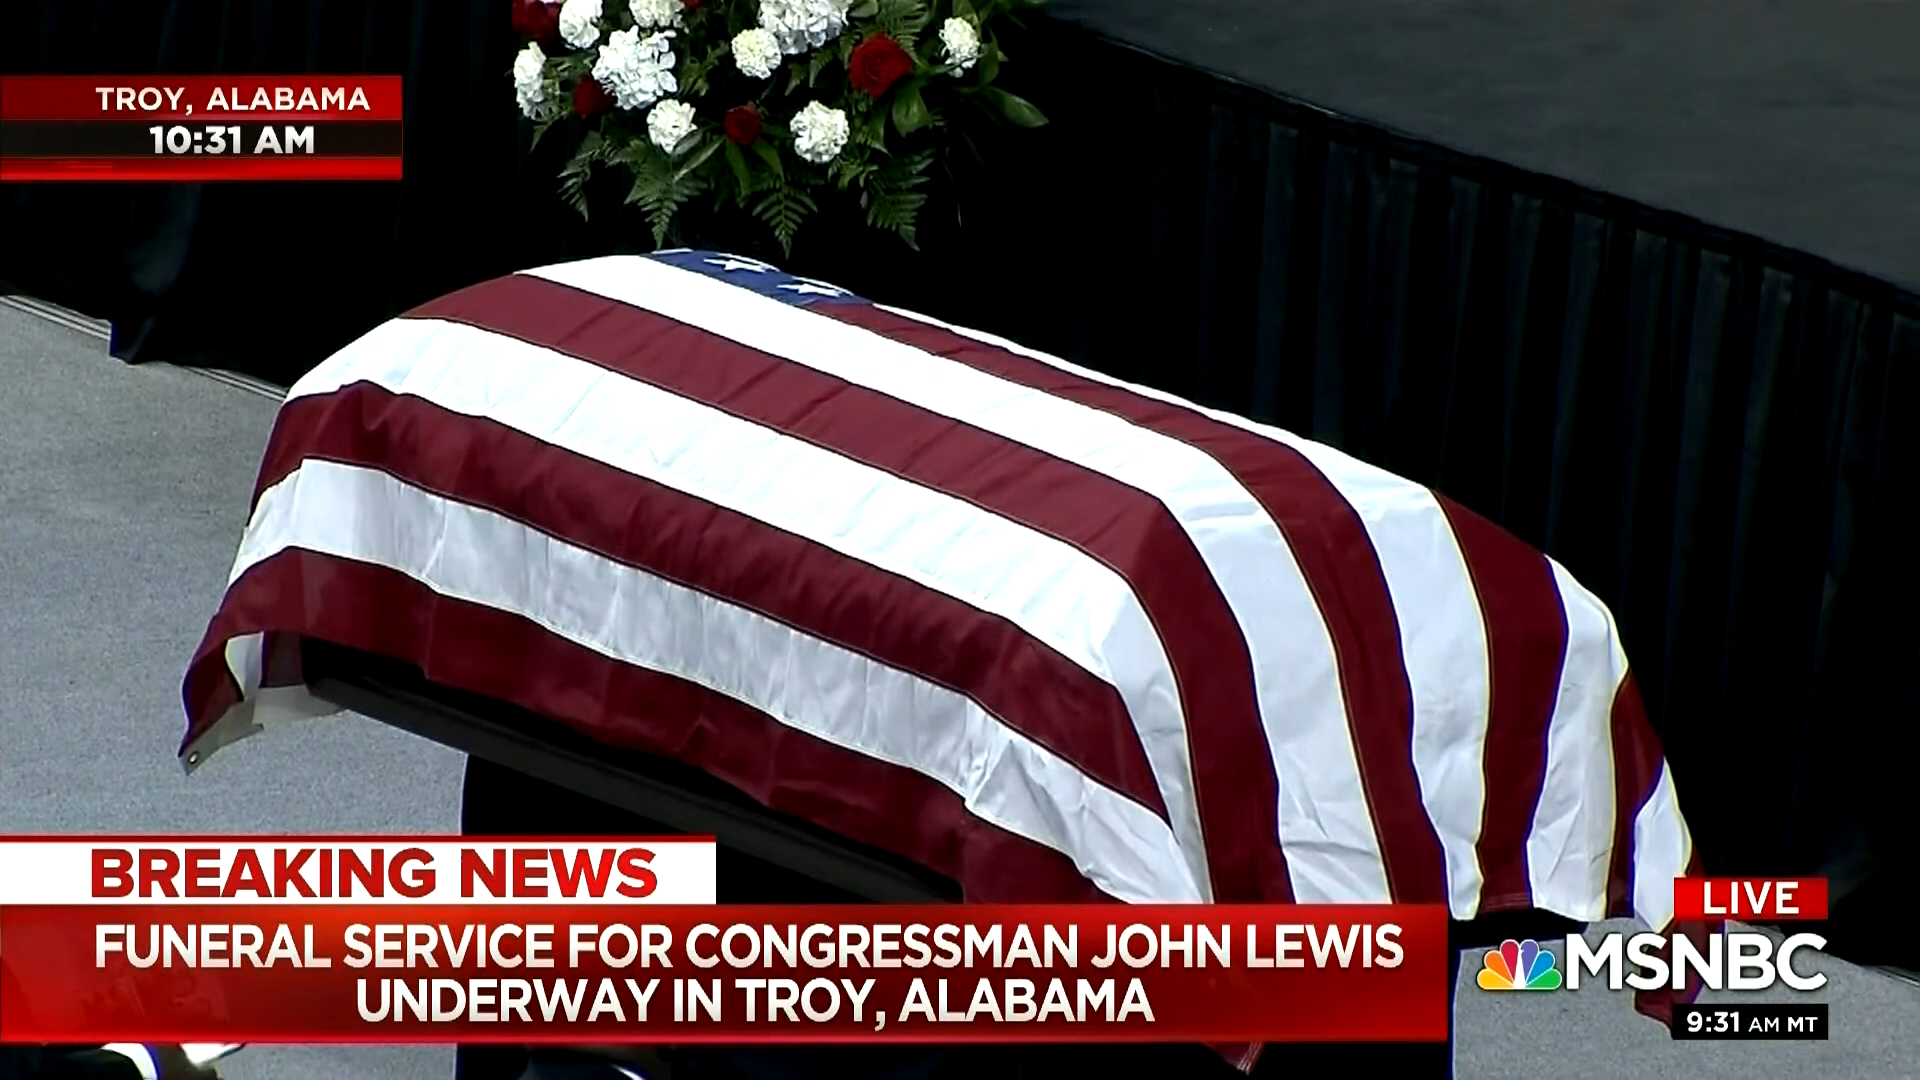 TROY, ALABAMA
10:31 AM
BREAKING NEWS
FUNERAL SERVICE FOR CONGRESSMAN JOHN LEWIS
UNDERWAY IN TROY, ALABAMA
LIVE
MSNBC
9:31 AM MT